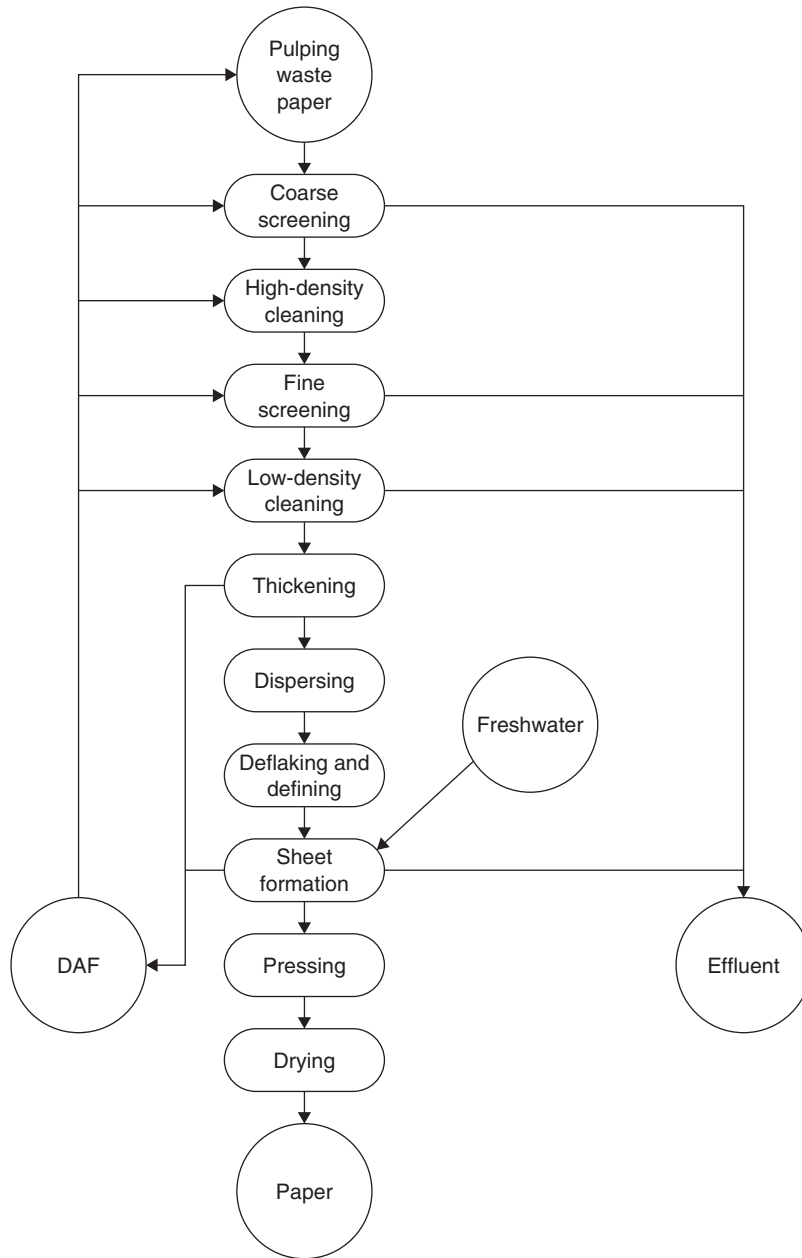 Pulping
waste
paper
Coarse
screening
High-density
cleaning
Fine
screening
Low-density
cleaning
Thickening
Dispersing
Freshwater
Deflaking and
defining
Sheet
formation
DAF
Pressing
Effluent
Drying
Paper